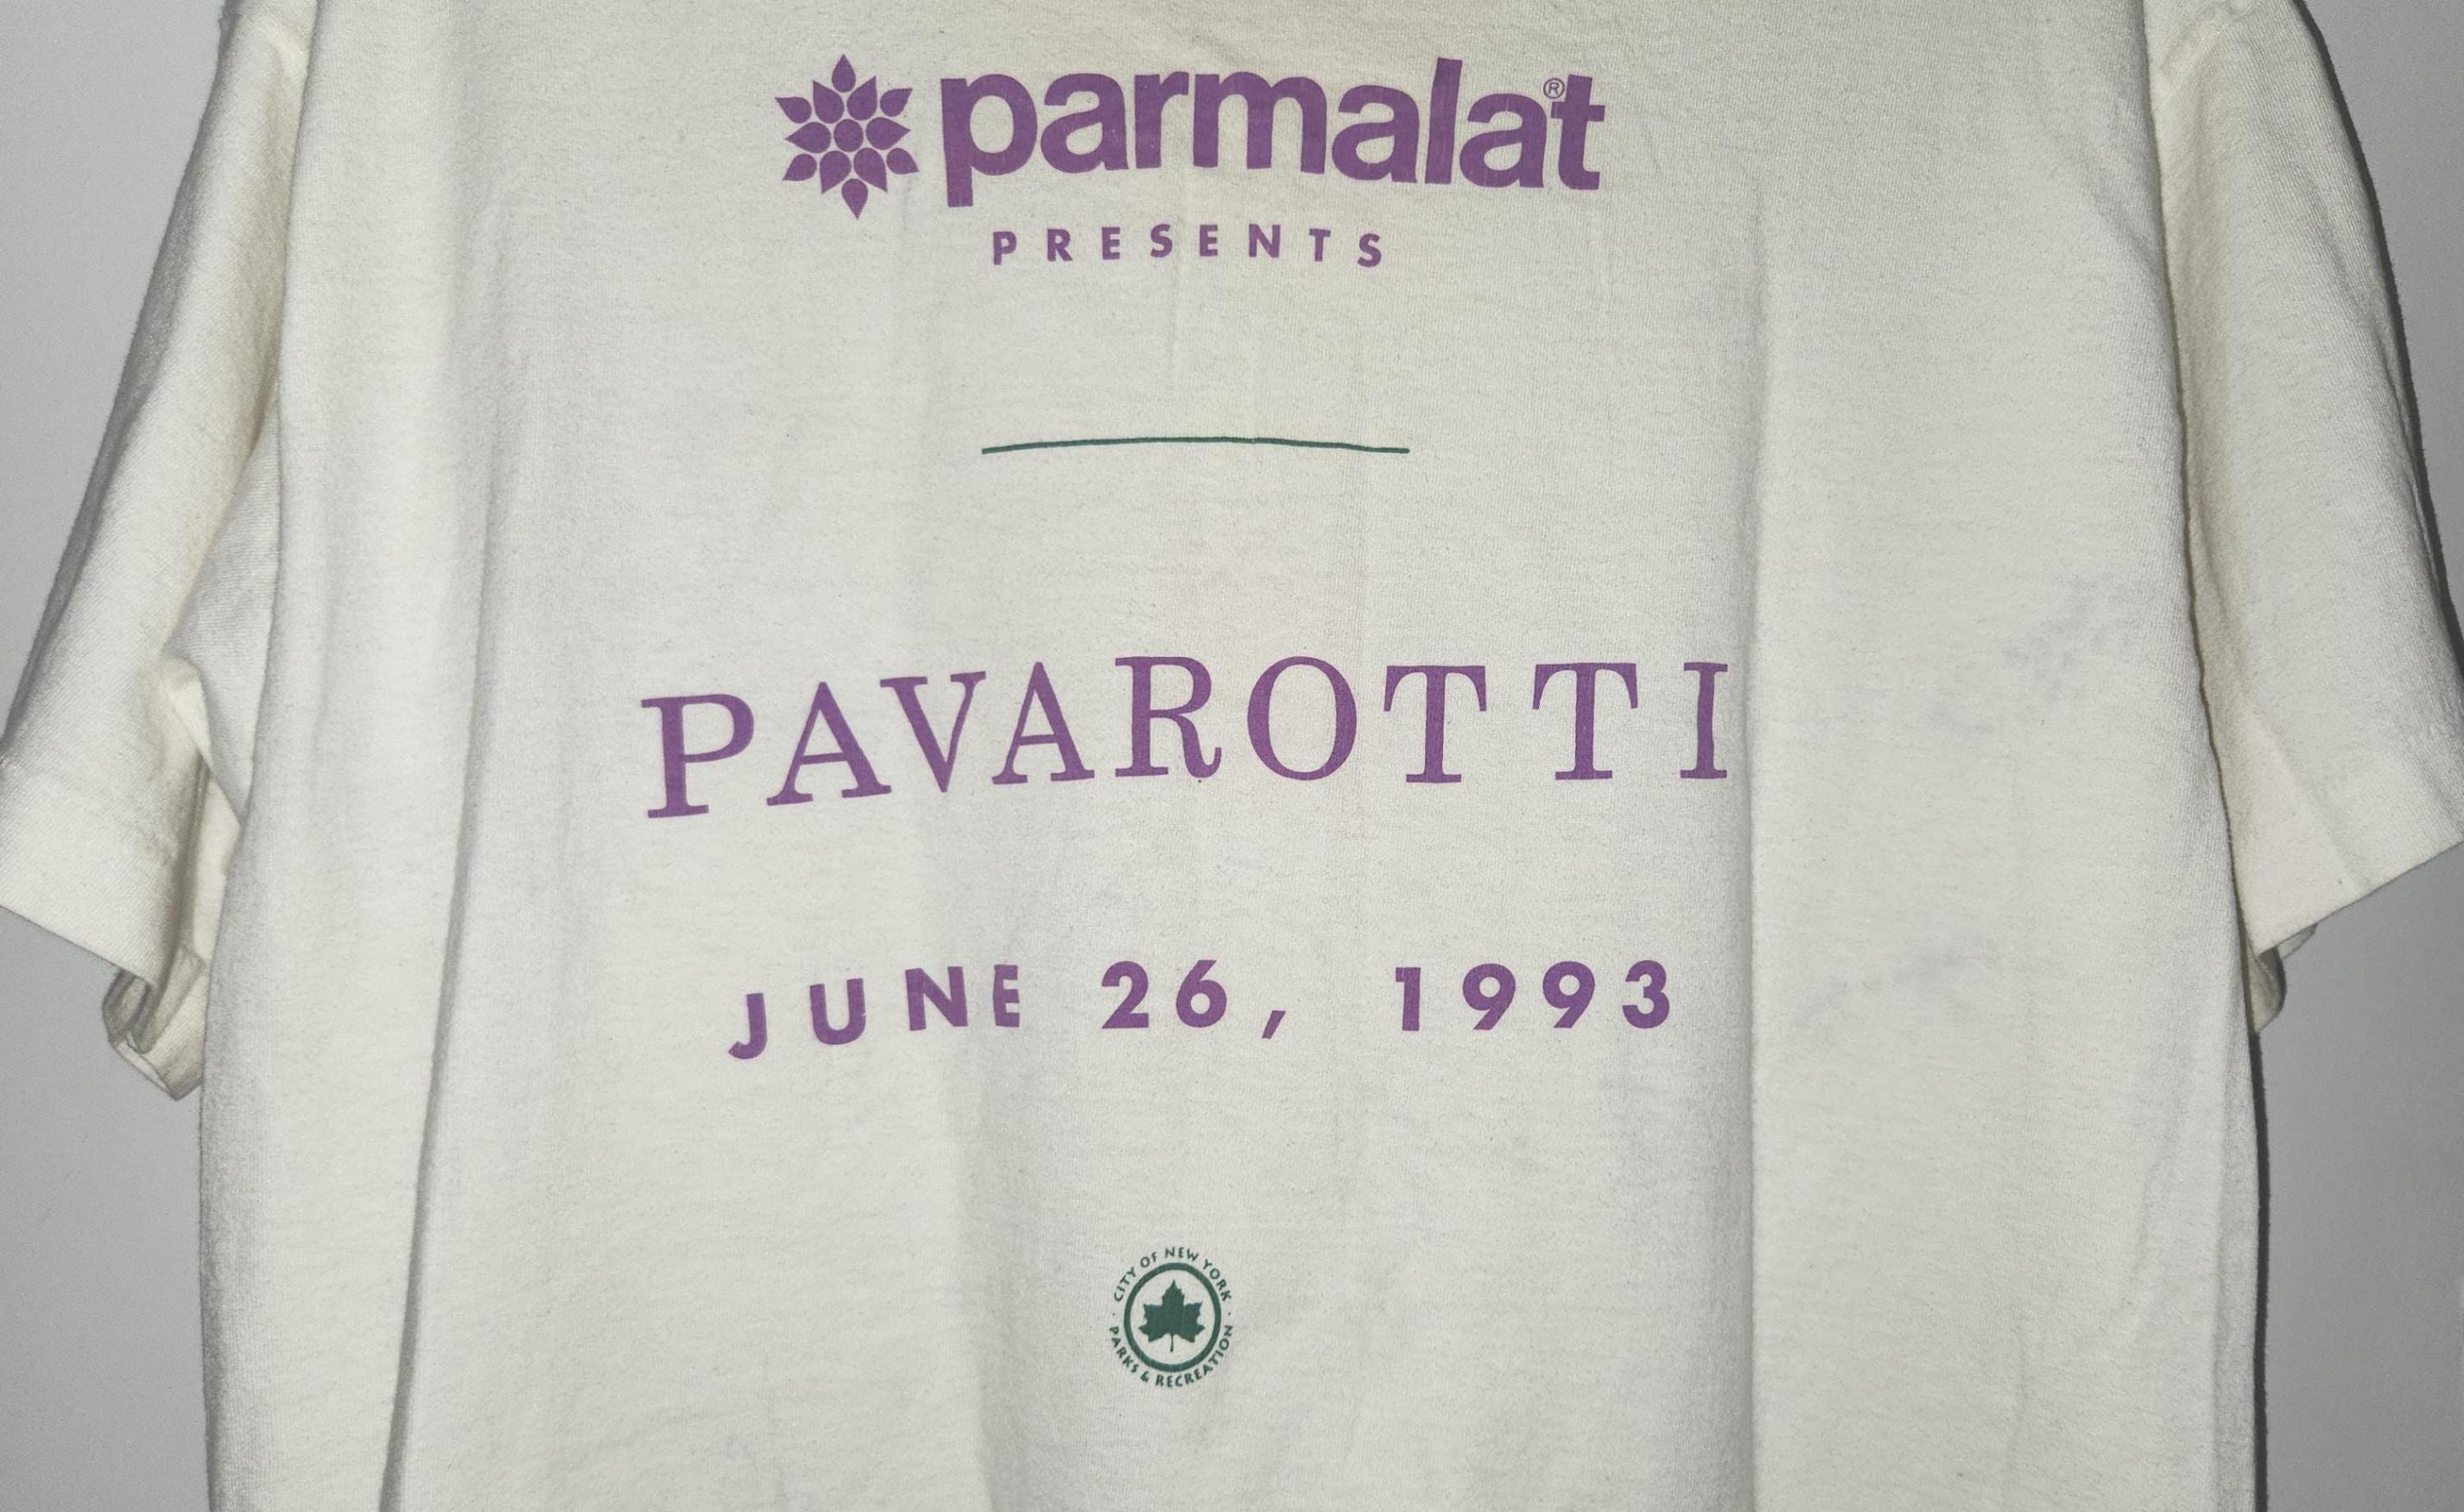 parmalat®
PRESENTS
PAVAROTTI
JUNE 26, 1993
· CITY OF NEW YORK ·
PARKS & RECREATION